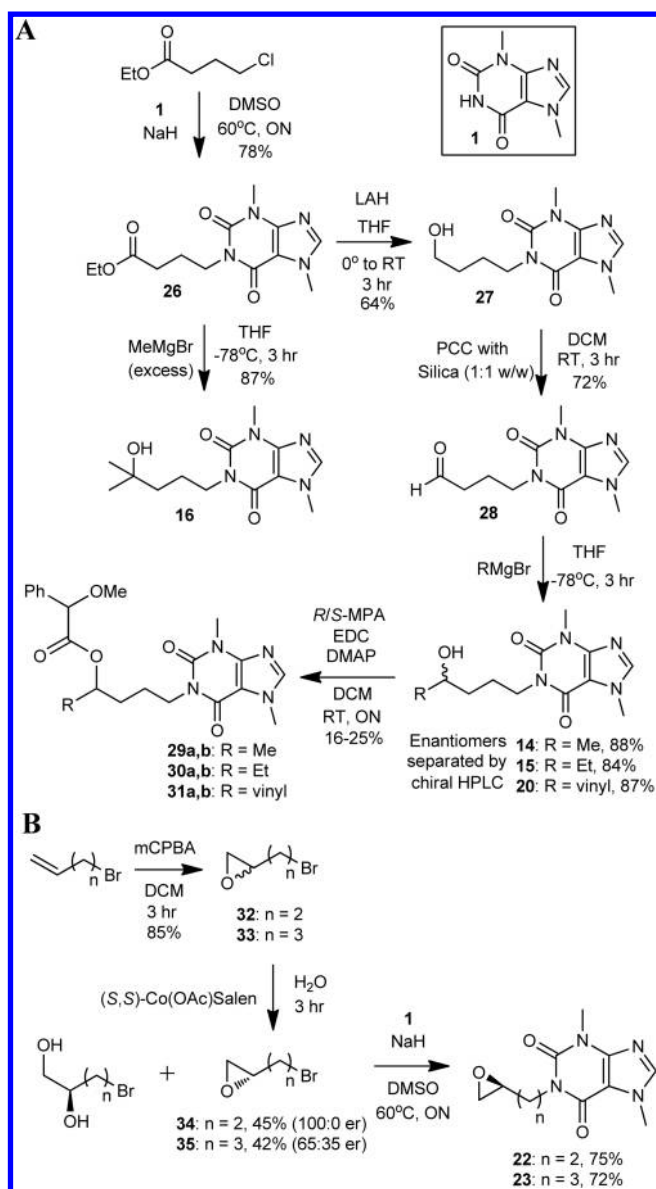 A
O
EtO
Cl
1
NaH
DMSO
60°C, ON
78%
O
N
N
HN
N
O
1
O
EtO
O
N
N
N
N
O
26
LAH
THF
0° to RT
3 hr
64%
OH
O
N
N
N
N
O
27
MeMgBr
(excess)
THF
-78°C, 3 hr
87%
PCC with
Silica (1:1 w/w)
DCM
RT, 3 hr
72%
OH
O
N
N
N
N
O
16
O
H
O
N
N
N
N
O
28
RMgBr
THF
-78°C, 3 hr
Ph
OMe
O
O
R
O
N
N
N
N
O
29a,b: R = Me
30a,b: R = Et
31a,b: R = vinyl
R/S-MPA
EDC
DMAP
DCM
RT, ON
16-25%
OH
R
O
N
N
N
N
O
Enantiomers
separated by
chiral HPLC
14: R = Me, 88%
15: R = Et, 84%
20: R = vinyl, 87%
B
n
Br
mCPBA
DCM
3 hr
85%
O
n
Br
32: n = 2
33: n = 3
(S,S)-Co(OAc)Salen
H2O
3 hr
HO
OH
n
Br
+
O
n
Br
34: n = 2, 45% (100:0 er)
35: n = 3, 42% (65:35 er)
1
NaH
DMSO
60°C, ON
O
n
O
N
N
N
N
O
22: n = 2, 75%
23: n = 3, 72%